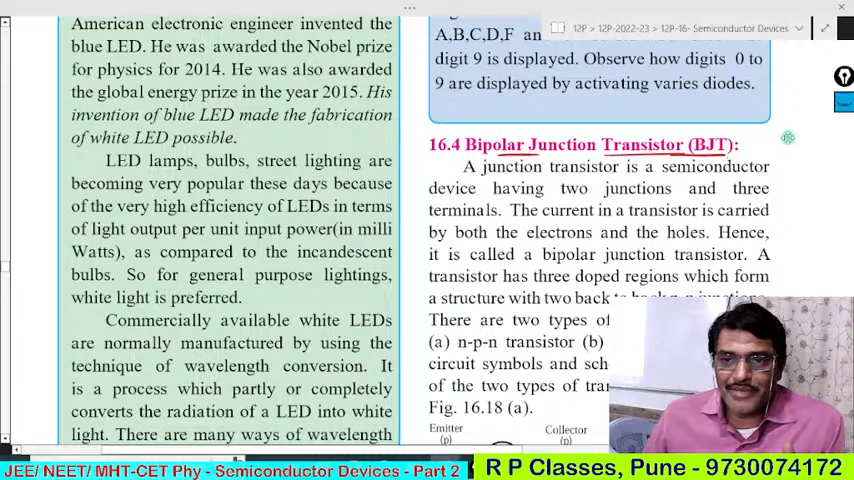 12P > 12P-2022-23 > 12P-16- Semiconductor Devices
American electronic engineer invented the
blue LED. He was awarded the Nobel prize
for physics for 2014. He was also awarded
the global energy prize in the year 2015. His
invention of blue LED made the fabrication
of white LED possible.
LED lamps, bulbs, street lighting are
becoming very popular these days because
of the very high efficiency of LEDs in terms
of light output per unit input power(in milli
Watts), as compared to the incandescent
bulbs. So for general purpose lightings,
white light is preferred.
Commercially available white LEDs
are normally manufactured by using the
technique of wavelength conversion. It
is a process which partly or completely
converts the radiation of a LED into white
light. There are many ways of wavelength
A,B,C,D,F an
digit 9 is displayed. Observe how digits 0 to
9 are displayed by activating varies diodes.
16.4 Bipolar Junction Transistor (BJT):
A junction transistor is a semiconductor
device having two junctions and three
terminals. The current in a transistor is carried
by both the electrons and the holes. Hence,
it is called a bipolar junction transistor. A
transistor has three doped regions which form
a structure with two back to back p-n junctions.
There are two types of
(a) n-p-n transistor (b)
circuit symbols and sch
of the two types of tra
Fig. 16.18 (a).
Emitter Collector
(p) (p)
JEE/ NEET/ MHT-CET Phy - Semiconductor Devices - Part 2
R P Classes, Pune - 9730074172